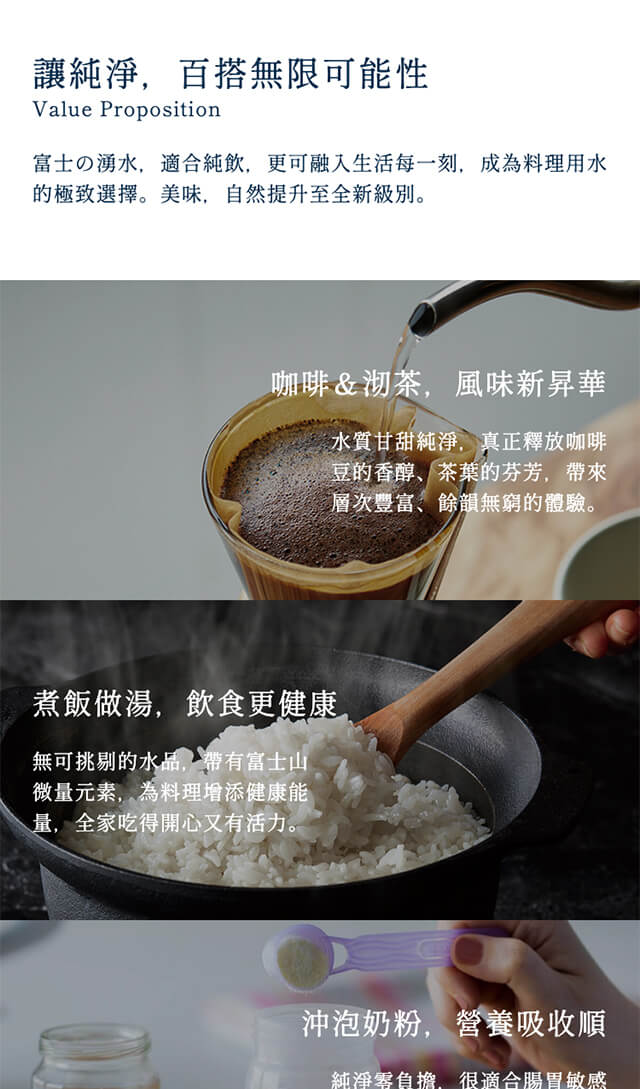 讓純淨，百搭無限可能性
Value Proposition
富士の湧水，適合純飲，更可融入生活每一刻，成為料理用水
的極致選擇。美味，自然提升至全新級別。
咖啡＆沏茶，風味新昇華
水質甘甜純淨，真正釋放咖啡
豆的香醇、茶葉的芬芳，帶來
層次豐富、餘韻無窮的體驗。
煮飯做湯，飲食更健康
無可挑剔的水品，帶有富士山
微量元素，為料理增添健康能
量，全家吃得開心又有活力。
沖泡奶粉，營養吸收順
純淨零負擔，很適合腸胃敏感